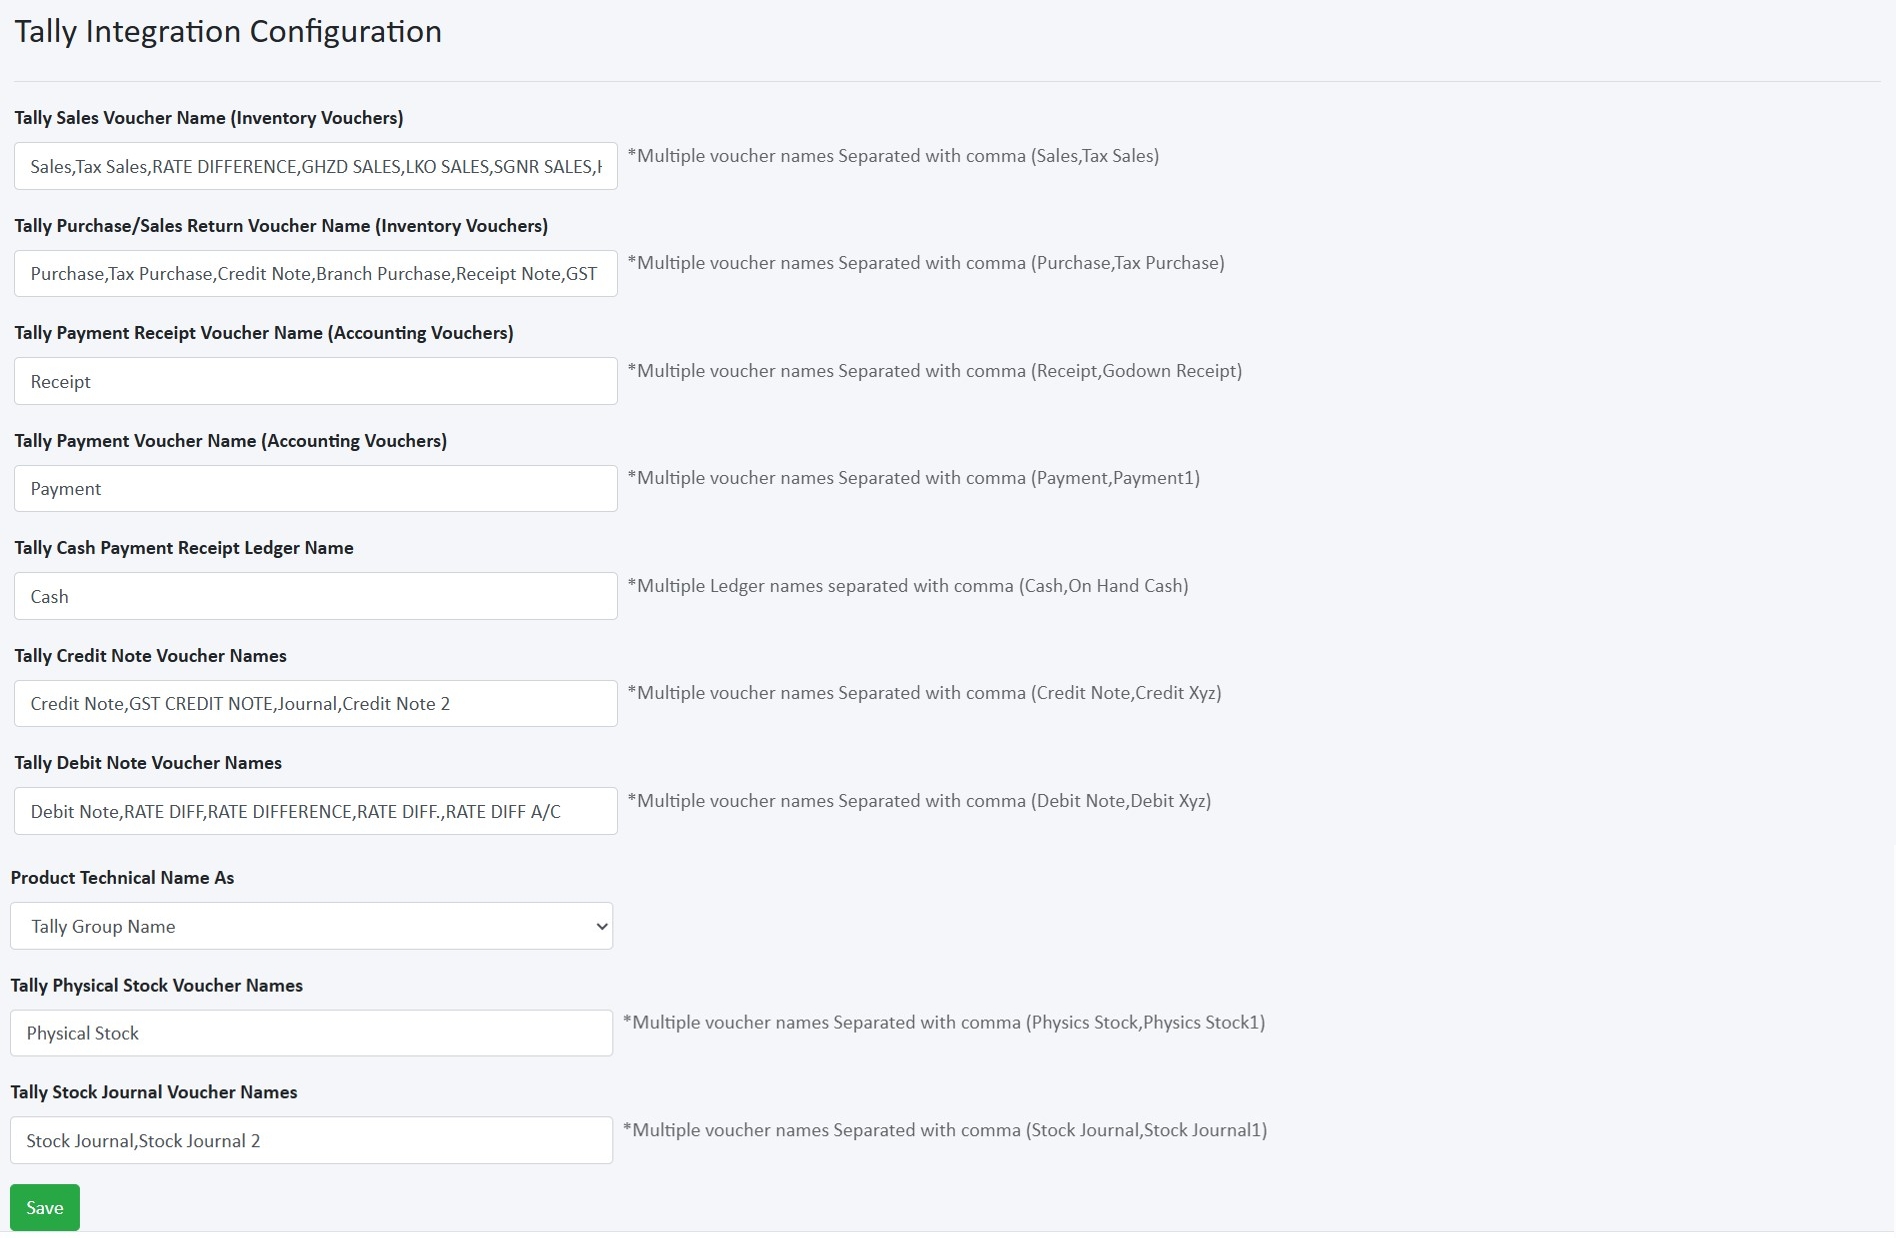 Tally Integration Configuration
Tally Sales Voucher Name (Inventory Vouchers)
Sales,Tax Sales,RATE DIFFERENCE,GHZD SALES,LKO SALES,SGNR SALES,
*Multiple voucher names Separated with comma (Sales,Tax Sales)
Tally Purchase/Sales Return Voucher Name (Inventory Vouchers)
Purchase,Tax Purchase,Credit Note,Branch Purchase,Receipt Note,GST
*Multiple voucher names Separated with comma (Purchase,Tax Purchase)
Tally Payment Receipt Voucher Name (Accounting Vouchers)
Receipt
*Multiple voucher names Separated with comma (Receipt,Godown Receipt)
Tally Payment Voucher Name (Accounting Vouchers)
Payment
*Multiple voucher names Separated with comma (Payment,Payment1)
Tally Cash Payment Receipt Ledger Name
Cash
*Multiple Ledger names separated with comma (Cash,On Hand Cash)
Tally Credit Note Voucher Names
Credit Note,GST CREDIT NOTE,Journal,Credit Note 2
*Multiple voucher names Separated with comma (Credit Note,Credit Xyz)
Tally Debit Note Voucher Names
Debit Note,RATE DIFF,RATE DIFFERENCE,RATE DIFF.,RATE DIFF A/C
*Multiple voucher names Separated with comma (Debit Note,Debit Xyz)
Product Technical Name As
Tally Group Name
Tally Physical Stock Voucher Names
Physical Stock
*Multiple voucher names Separated with comma (Physics Stock,Physics Stock1)
Tally Stock Journal Voucher Names
Stock Journal,Stock Journal 2
*Multiple voucher names Separated with comma (Stock Journal,Stock Journal1)
Save